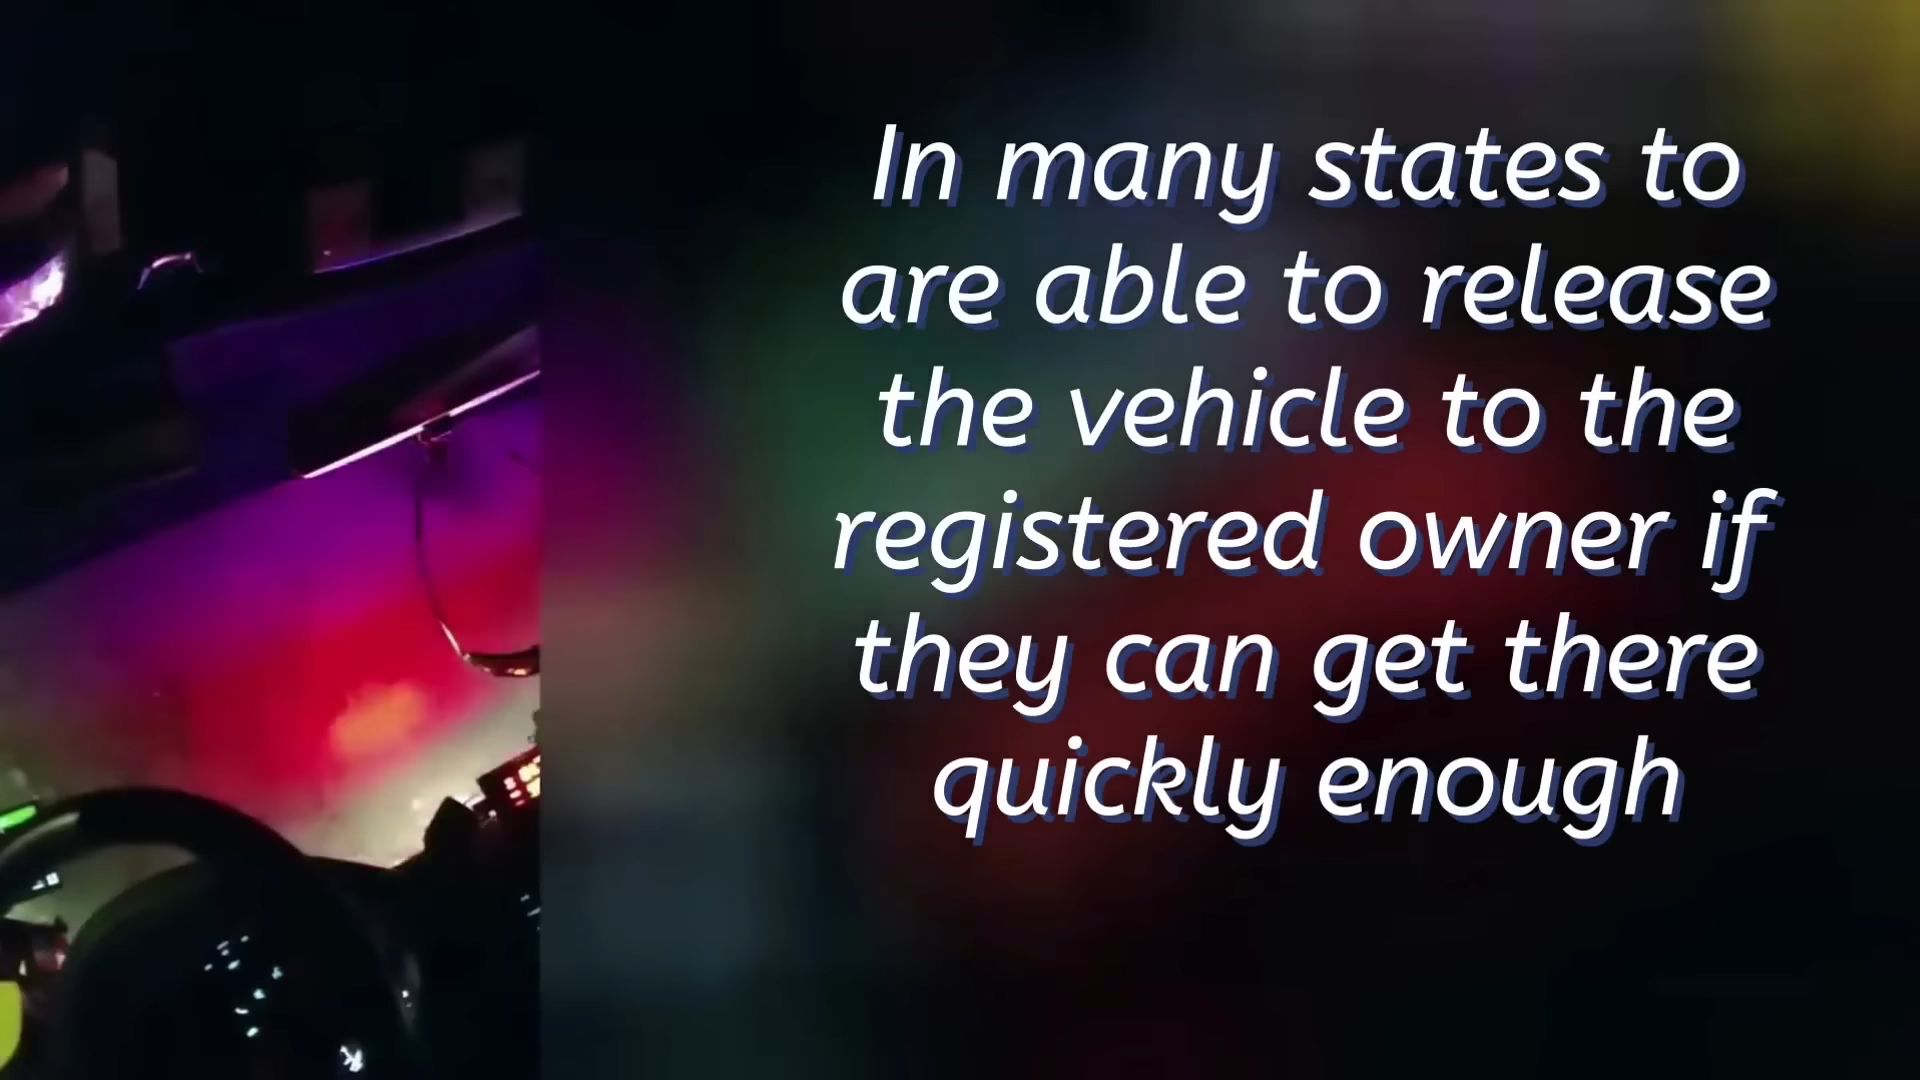 In many states to
are able to release
the vehicle to the
registered owner if
they can get there
quickly enough